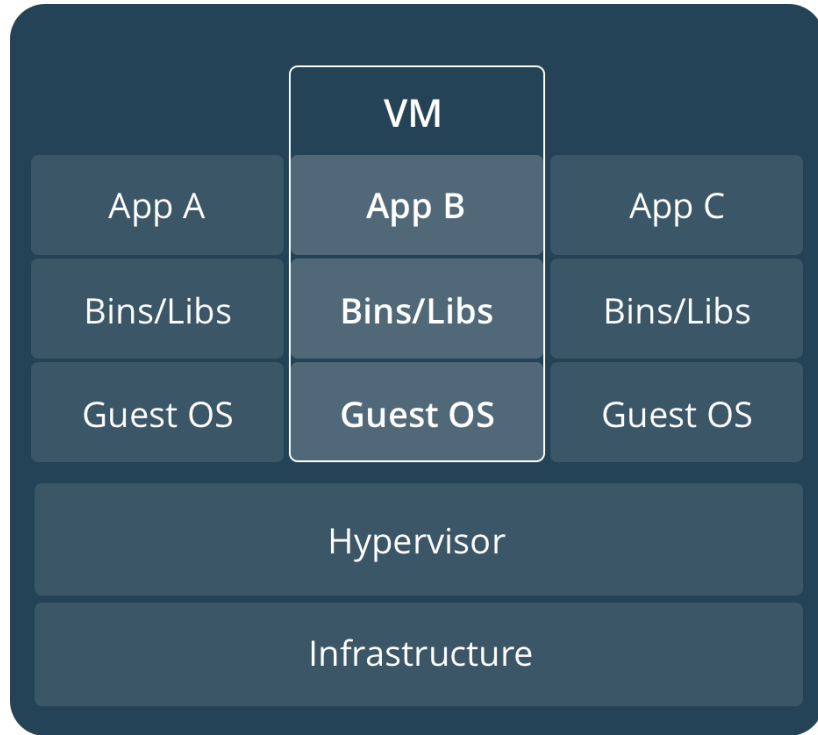 VM
App A
App B
App C
Bins/Libs
Bins/Libs
Bins/Libs
Guest OS
Guest OS
Guest OS
Hypervisor
Infrastructure